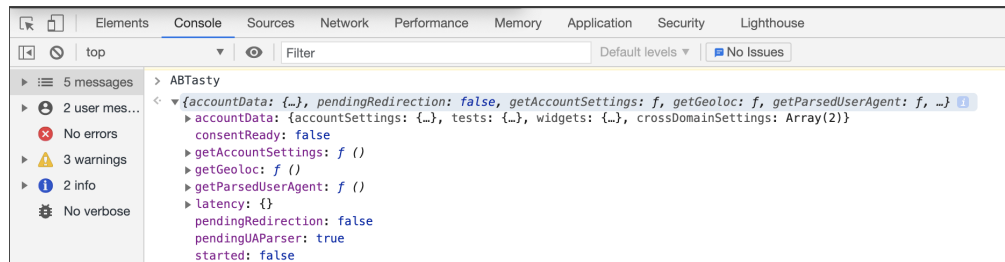 Elements Console Sources Network Performance Memory Application Security Lighthouse
top Filter Default levels No Issues
5 messages
2 user mes...
No errors
3 warnings
2 info
No verbose
ABTasty
{accountData: {…}, pendingRedirection: false, getAccountSettings: ƒ, getGeoloc: ƒ, getParsedUserAgent: ƒ, …}
accountData: {accountSettings: {…}, tests: {…}, widgets: {…}, crossDomainSettings: Array(2)}
consentReady: false
getAccountSettings: ƒ ()
getGeoloc: ƒ ()
getParsedUserAgent: ƒ ()
latency: {}
pendingRedirection: false
pendingUAParser: true
started: false